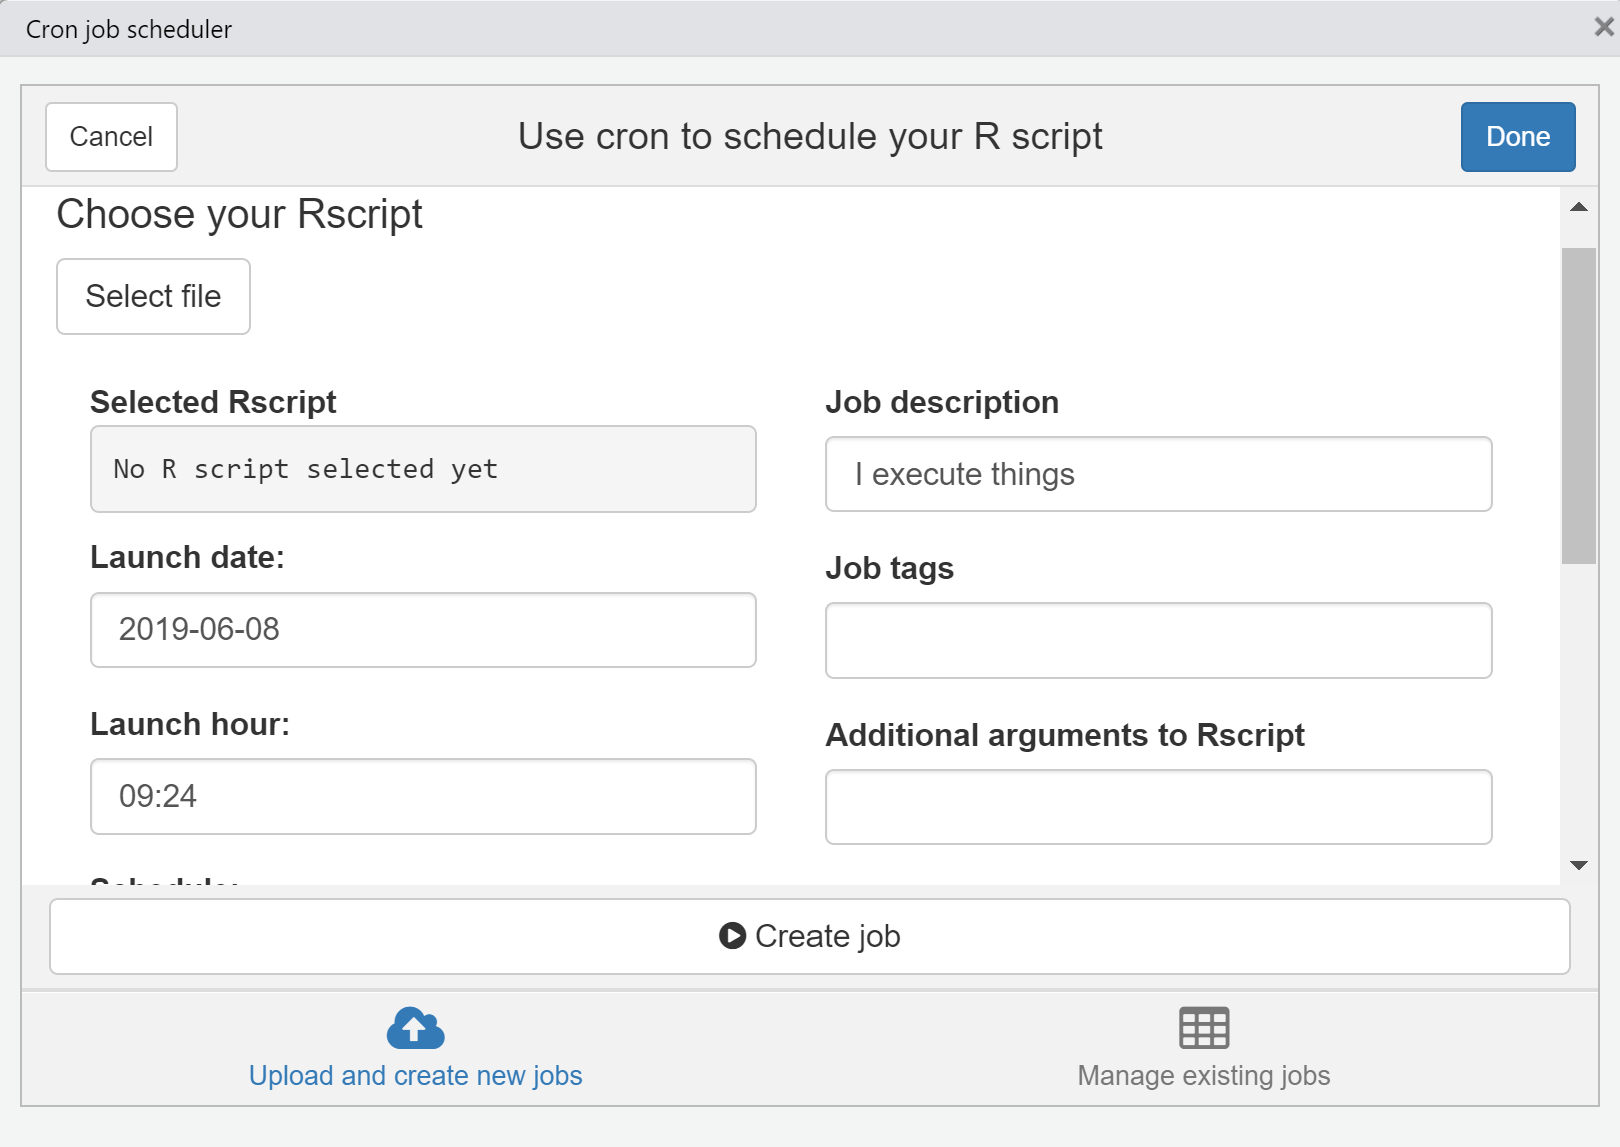 Cron job scheduler
Cancel
Use cron to schedule your R script
Done
Choose your Rscript
Select file
Selected Rscript
No R script selected yet
Job description
I execute things
Launch date:
2019-06-08
Job tags
Launch hour:
09:24
Additional arguments to Rscript
Schedule:
Create job
Upload and create new jobs
Manage existing jobs